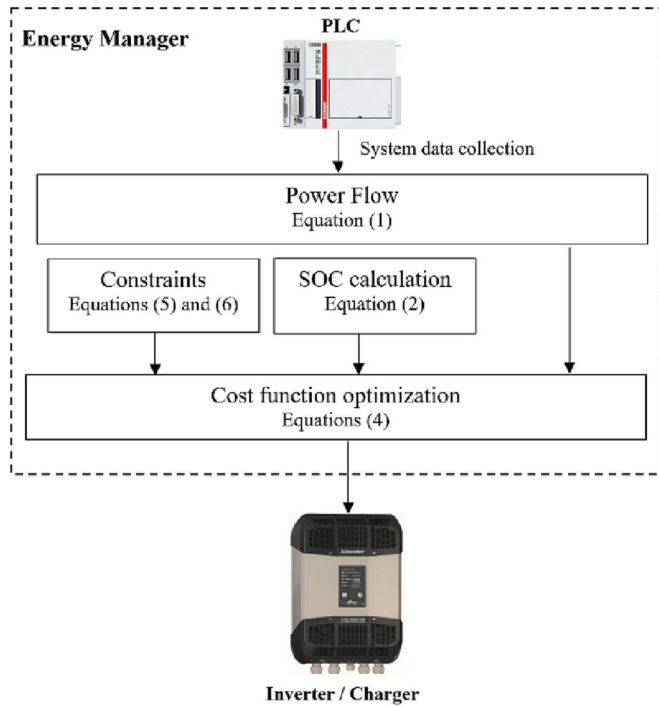 PLC
Energy Manager
System data collection
Power Flow
Equation (1)
Constraints
Equations (5) and (6)
SOC calculation
Equation (2)
Cost function optimization
Equations (4)
Xtender
Inverter / Charger